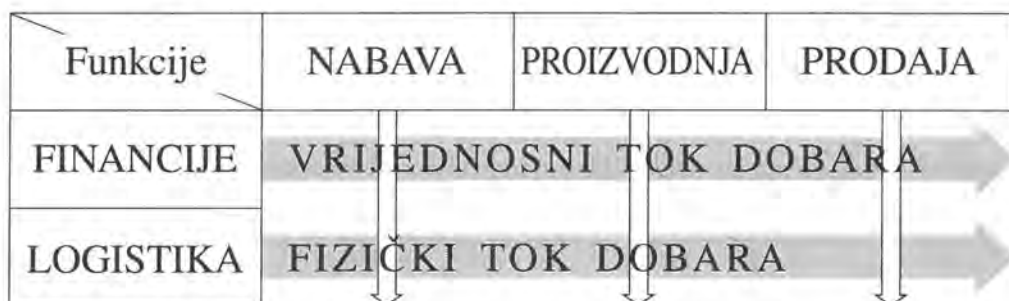 Funkcije NABAVA PROIZVODNJA PRODAJA
FINANCIJE VRIJEDNOSNI TOK DOBARA
LOGISTIKA FIZIČKI TOK DOBARA